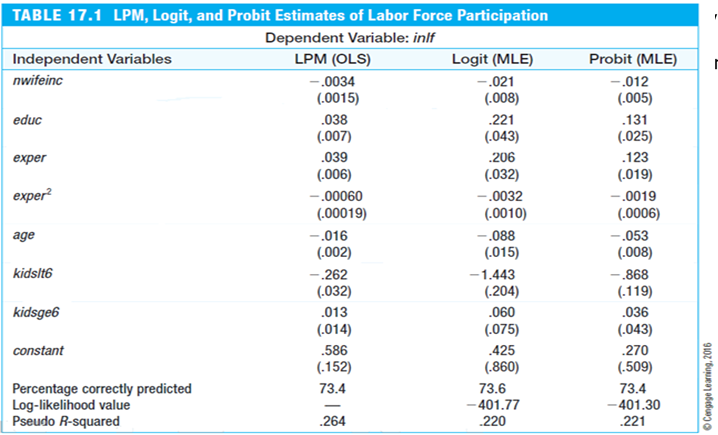 TABLE 17.1 LPM, Logit, and Probit Estimates of Labor Force Participation
Dependent Variable: inlf
Independent Variables LPM (OLS) Logit (MLE) Probit (MLE)
nwifeinc −.0034 −.021 −.012
(.0015) (.008) (.005)
educ .038 .221 .131
(.007) (.043) (.025)
exper .039 .206 .123
(.006) (.032) (.019)
exper² −.00060 −.0032 −.0019
(.00019) (.0010) (.0006)
age −.016 −.088 −.053
(.002) (.015) (.008)
kidslt6 −.262 −1.443 −.868
(.032) (.204) (.119)
kidsge6 .013 .060 .036
(.014) (.075) (.043)
constant .586 .425 .270
(.152) (.860) (.509)
Percentage correctly predicted 73.4 73.6 73.4
Log-likelihood value — −401.77 −401.30
Pseudo R-squared .264 .220 .221
© Cengage Learning, 2016